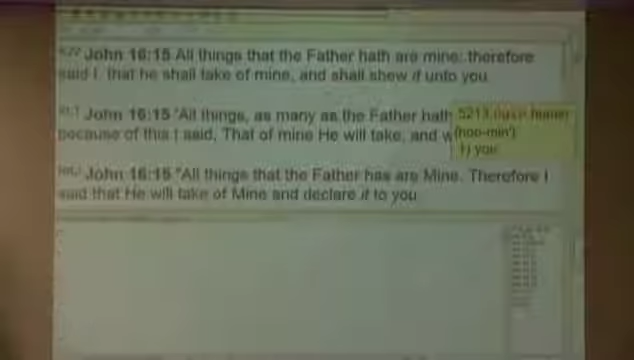 John 16:15 All things that the Father hath are mine: therefore
said I, that he shall take of mine, and shall shew it unto you
John 16:15 "All things, as many as the Father hath
because of this I said, That of mine He will take, and w
5213
(hoo-min')
1) you
John 16:15 "All things that the Father has are Mine. Therefore I
said that He will take of Mine and declare it to you